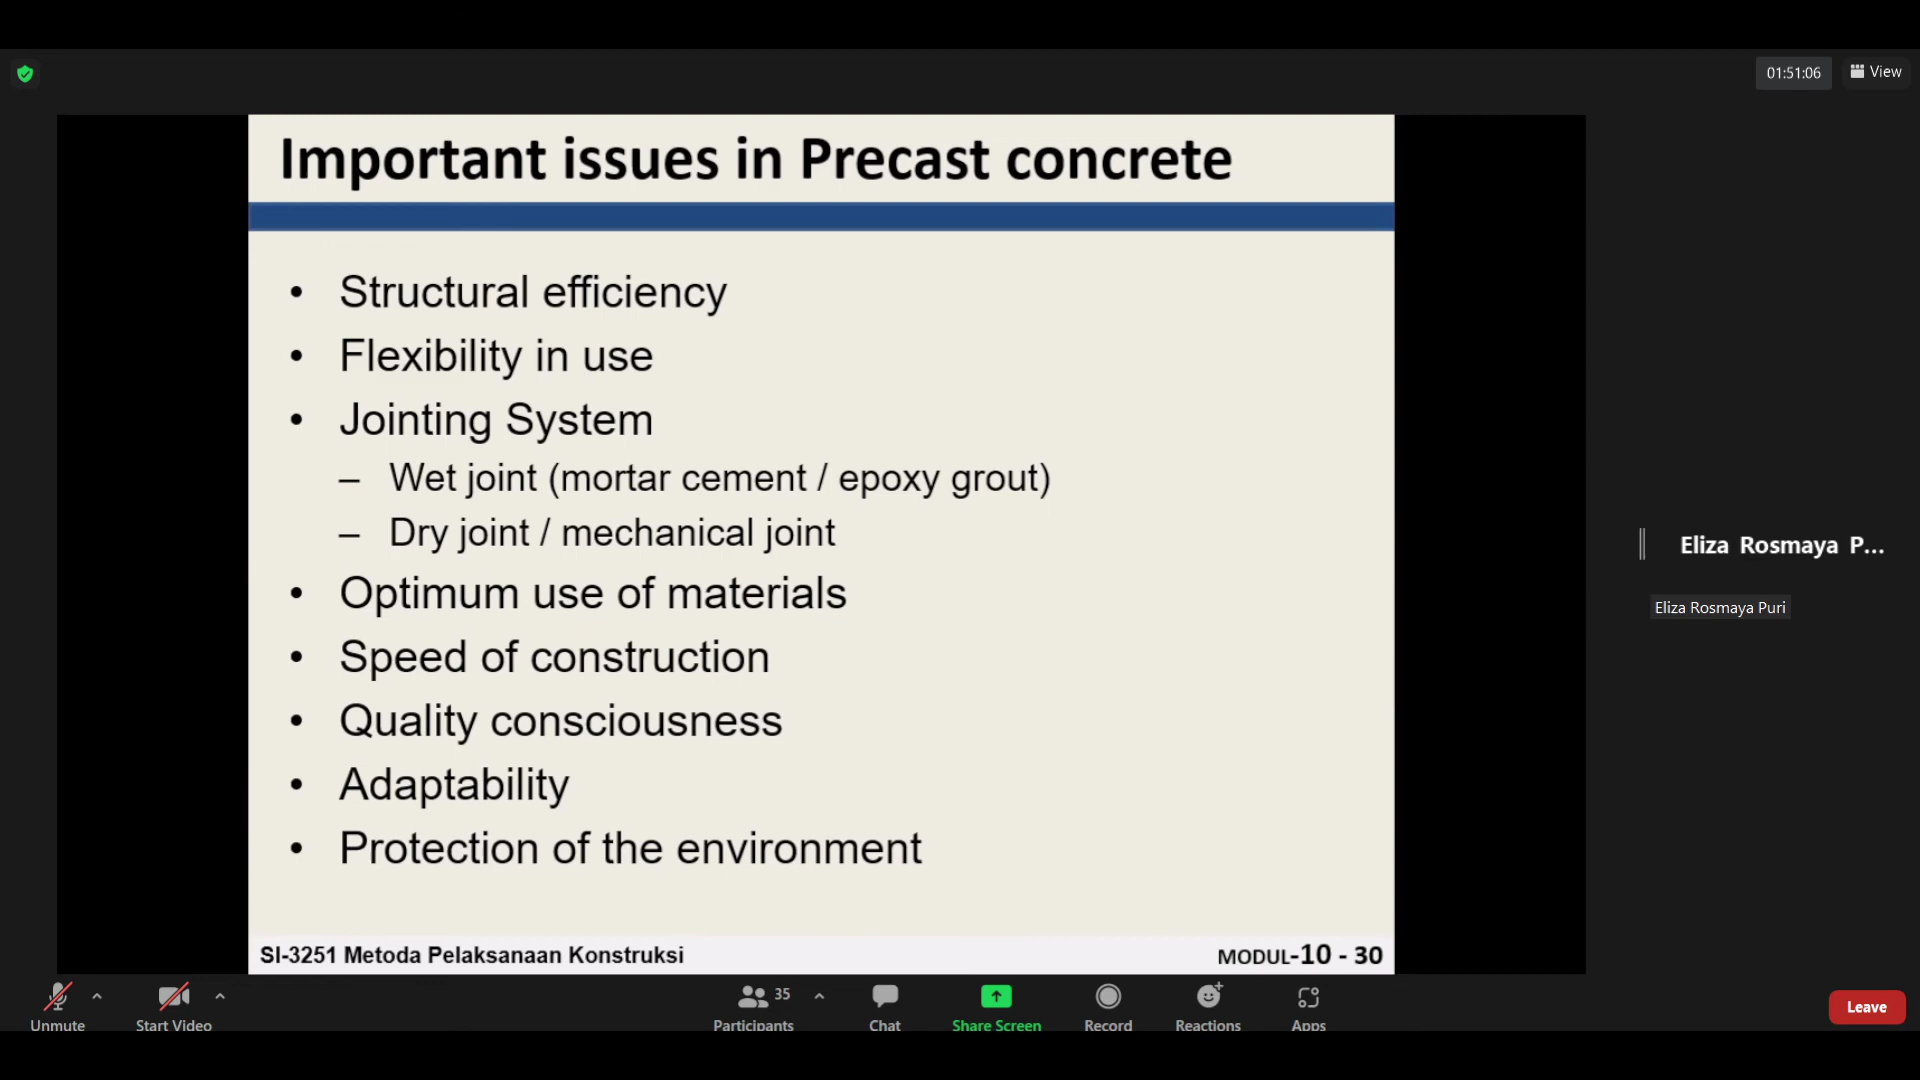 01:51:06 View
Important issues in Precast concrete
• Structural efficiency
• Flexibility in use
• Jointing System
– Wet joint (mortar cement / epoxy grout)
– Dry joint / mechanical joint
• Optimum use of materials
• Speed of construction
• Quality consciousness
• Adaptability
• Protection of the environment
SI-3251 Metoda Pelaksanaan Konstruksi MODUL-10 - 30
Eliza Rosmaya P...
Eliza Rosmaya Puri
35
Unmute Start Video Participants Chat Share Screen Record Reactions Apps Leave